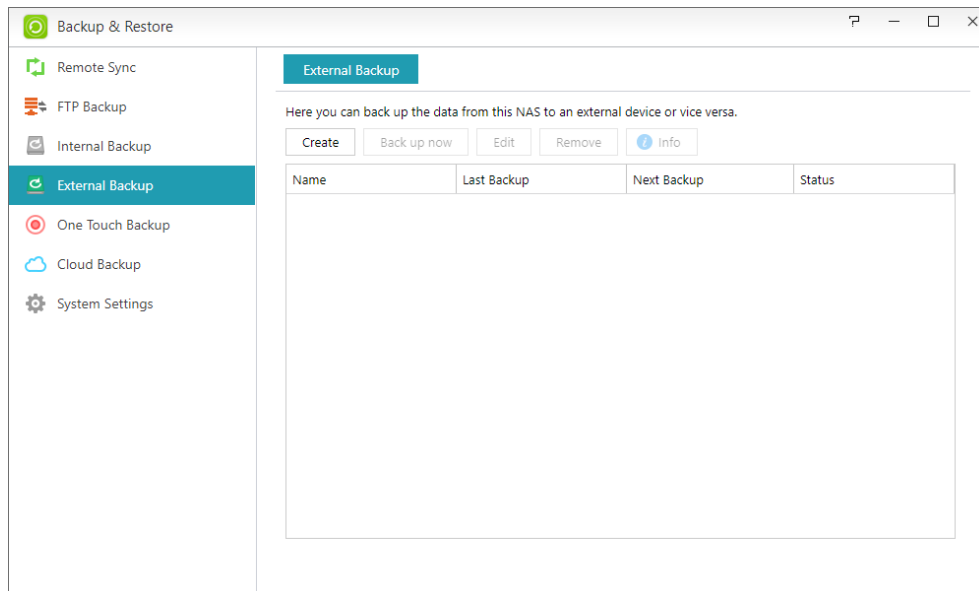 Backup & Restore
Remote Sync
FTP Backup
Internal Backup
External Backup
One Touch Backup
Cloud Backup
System Settings
External Backup
Here you can back up the data from this NAS to an external device or vice versa.
Create Back up now Edit Remove Info
Name Last Backup Next Backup Status